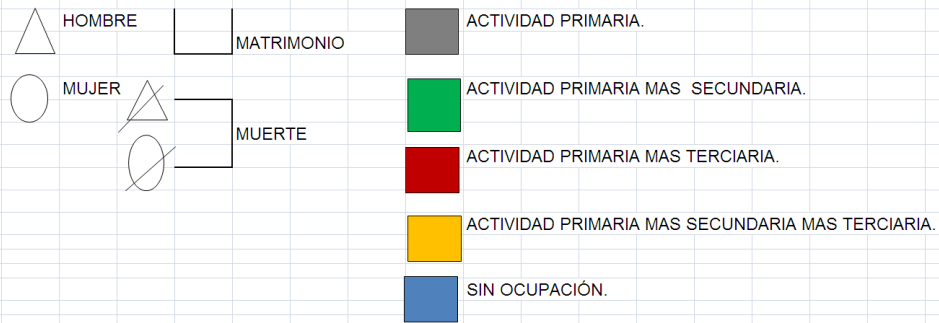 HOMBRE
MATRIMONIO
MUJER
MUERTE
ACTIVIDAD PRIMARIA.
ACTIVIDAD PRIMARIA MAS SECUNDARIA.
ACTIVIDAD PRIMARIA MAS TERCIARIA.
ACTIVIDAD PRIMARIA MAS SECUNDARIA MAS TERCIARIA.
SIN OCUPACIÓN.